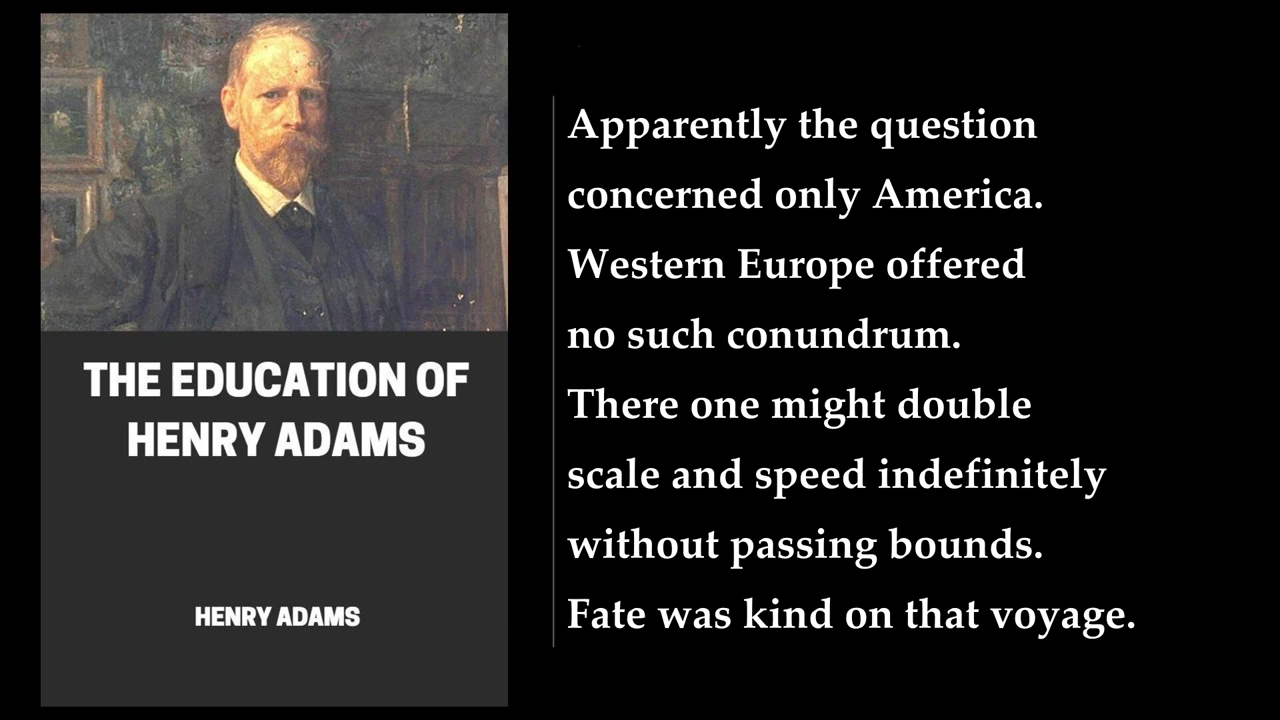 THE EDUCATION OF
HENRY ADAMS
HENRY ADAMS
Apparently the question
concerned only America.
Western Europe offered
no such conundrum.
There one might double
scale and speed indefinitely
without passing bounds.
Fate was kind on that voyage.